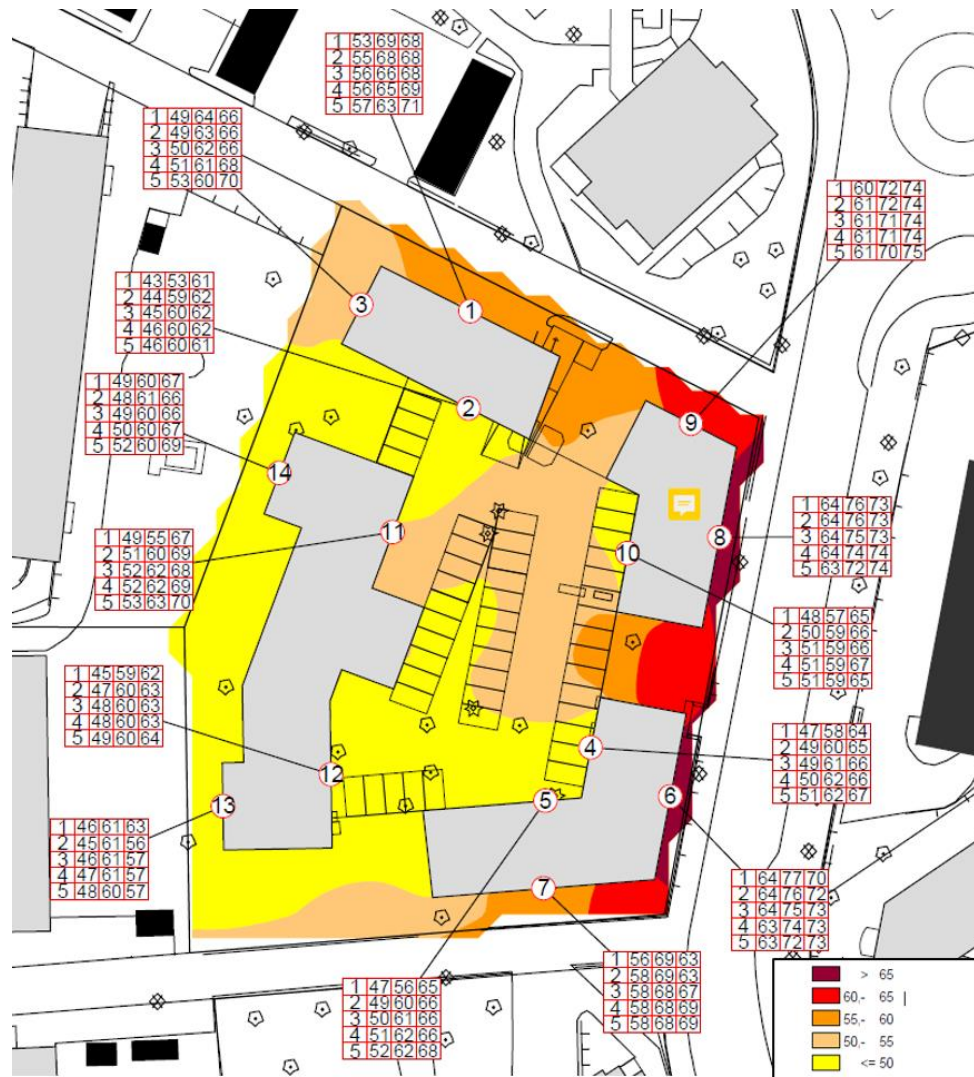 1 53 69 68
2 55 68 68
3 56 66 68
4 56 65 69
5 57 63 71
1 49 64 66
2 49 63 66
3 50 62 66
4 51 61 68
5 53 60 70
1 60 72 74
2 61 72 74
3 61 71 74
4 61 71 74
5 61 70 75
1 43 53 61
2 44 59 62
3 45 60 62
4 46 60 62
5 46 60 61
3
1
1 49 60 67
2 48 61 66
3 49 60 66
4 50 60 67
5 52 60 69
2
9
14
1 64 76 73
2 64 76 73
3 64 75 73
4 64 74 74
5 63 72 74
11
8
10
1 49 55 67
2 51 60 69
3 52 62 68
4 52 62 69
5 53 63 70
1 48 57 65
2 50 59 66
3 51 59 66
4 51 59 67
5 51 59 65
1 45 59 62
2 47 60 63
3 48 60 63
4 48 60 63
5 49 60 64
1 47 58 64
2 49 60 65
3 49 61 66
4 50 62 66
5 51 62 67
4
12
13
5
6
1 46 61 63
2 45 61 56
3 46 61 57
4 47 61 57
5 48 60 57
7
1 64 77 70
2 64 76 72
3 64 75 73
4 63 74 73
5 63 72 73
1 47 56 65
2 49 60 66
3 50 61 66
4 51 62 66
5 52 62 68
1 56 69 63
2 58 69 63
3 58 68 67
4 58 68 69
5 58 68 69
> 65
60,- 65
55,- 60
50,- 55
<= 50